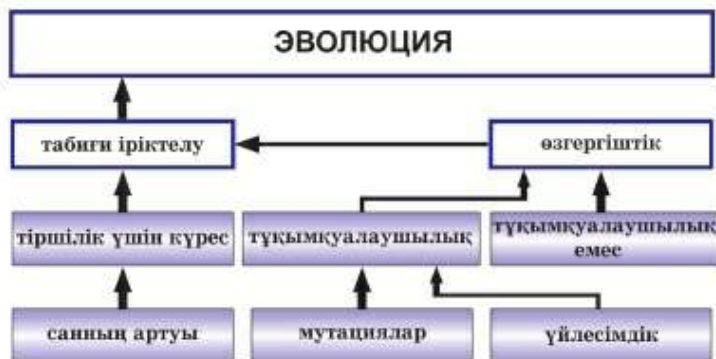 ЭВОЛЮЦИЯ
табиғи іріктелу
өзгергіштік
тіршілік үшін күрес
тұқымқуалаушылық
тұқымқуалаушылық
емес
санның артуы
мутациялар
үйлесімдік